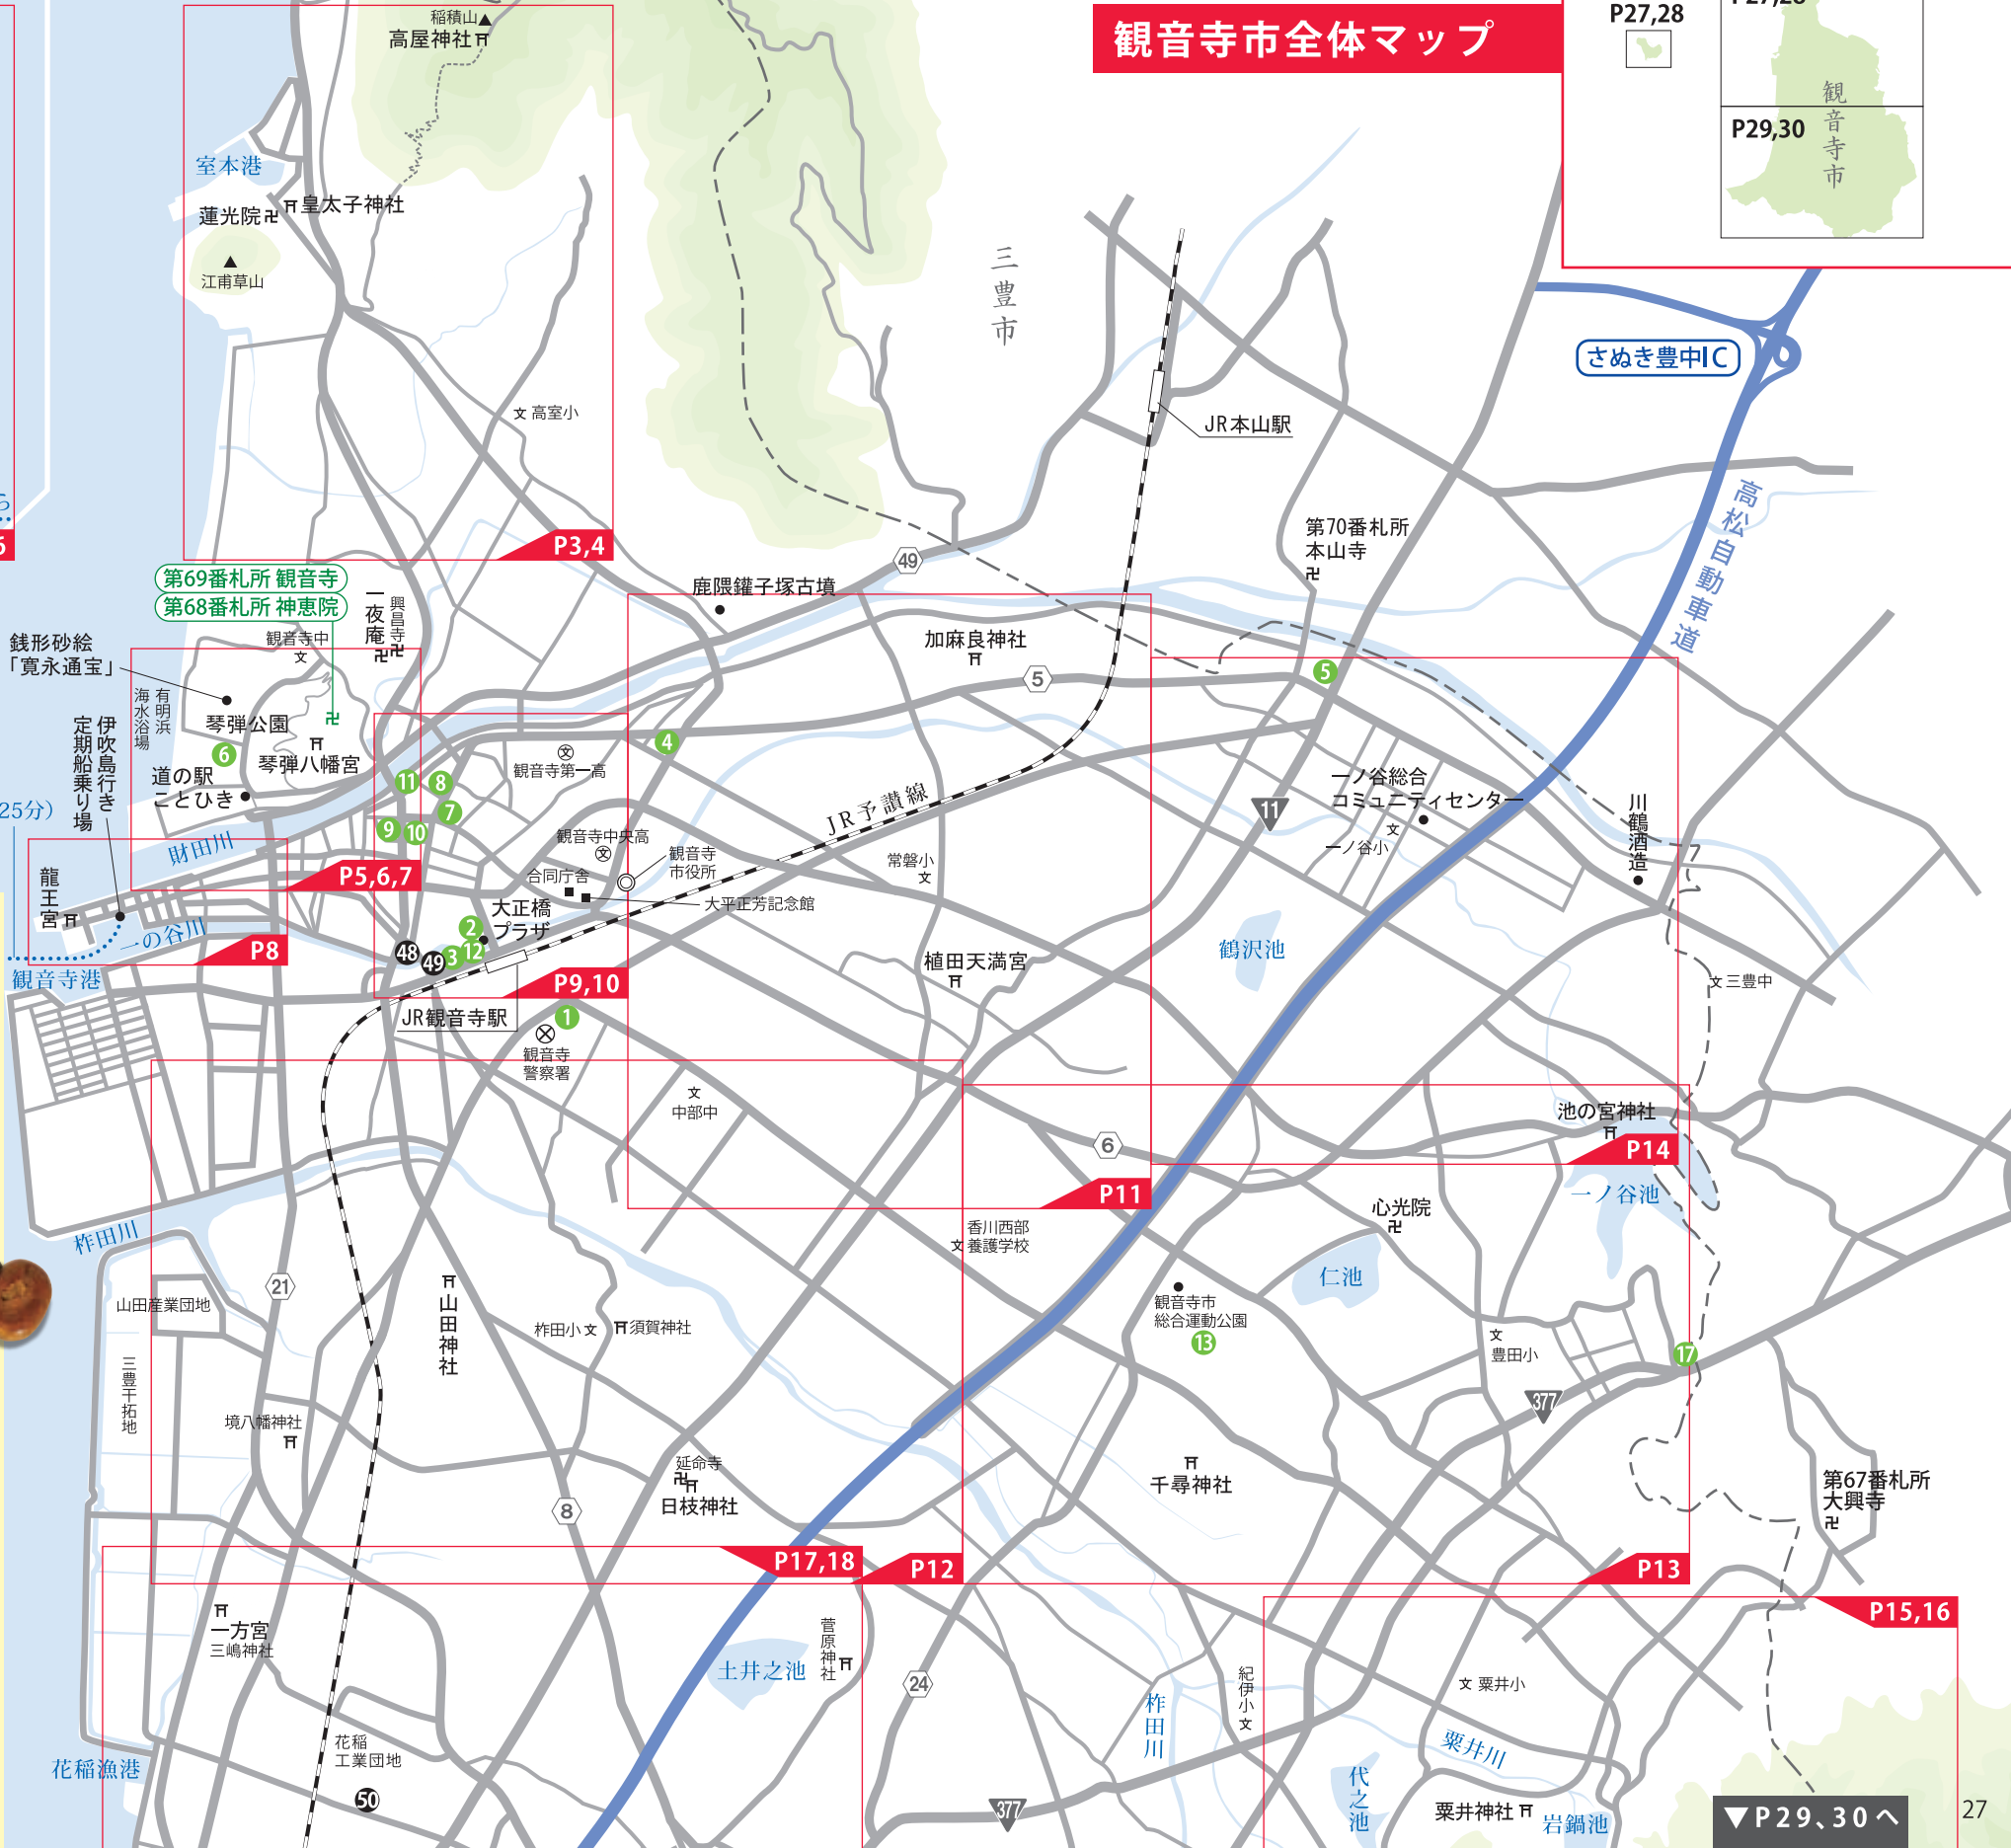 観音寺市全体マップ
P27,28
P29,30
観音寺市
稲積山
高屋神社
室本港
蓮光院
皇太子神社
江甫草山
三豊市
さぬき豊中IC
高室小
JR本山駅
高松自動車道
P3,4
第70番札所
本山寺
49
第69番札所 観音寺
第68番札所 神恵院
一夜庵
興昌寺
鹿隈鑵子塚古墳
銭形砂絵
「寛永通宝」
観音寺中
加麻良神社
有明浜
海水浴場
伊吹島行き
定期船乗り場
琴弾公園
琴弾八幡宮
6
5
5
4
道の駅
ことひき
観音寺第一高
11
8
7
9
10
25分）
財田川
JR予讃線
11
一ノ谷総合
コミュニティセンター
一ノ谷小
川鶴酒造
観音寺中央高
観音寺
市役所
常磐小
合同庁舎
大平正芳記念館
P5,6,7
龍王宮
一の谷川
P8
観音寺港
大正橋
プラザ
2
3
12
48
49
P9,10
植田天満宮
鶴沢池
三豊中
JR観音寺駅
1
観音寺
警察署
中部中
池の宮神社
P14
6
P11
一ノ谷池
心光院
柞田川
香川西部
養護学校
仁池
21
山田産業団地
山田神社
柞田小
須賀神社
観音寺市
総合運動公園
13
豊田小
17
377
三豊干拓地
境八幡神社
延命寺
日枝神社
千尋神社
第67番札所
大興寺
8
P17,18
P12
P13
P15,16
一方宮
三嶋神社
菅原神社
土井之池
24
紀伊小
粟井小
柞田川
粟井川
花稲
工業団地
花稲漁港
50
377
代之池
粟井神社
岩鍋池
▼P29、30へ
27